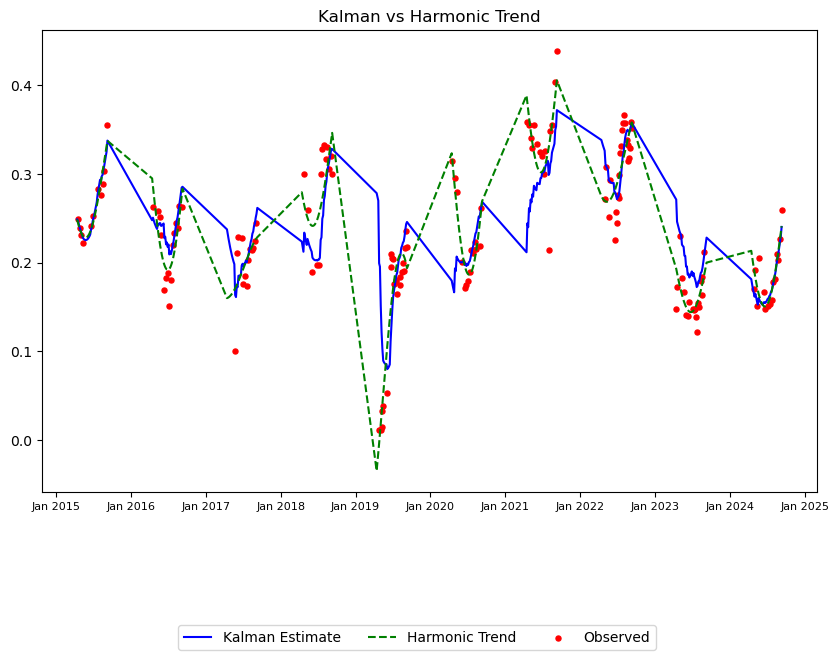 Kalman vs Harmonic Trend
0.4
0.3
0.2
0.1
0.0
Jan 2015 Jan 2016 Jan 2017 Jan 2018 Jan 2019 Jan 2020 Jan 2021 Jan 2022 Jan 2023 Jan 2024 Jan 2025
Kalman Estimate Harmonic Trend Observed